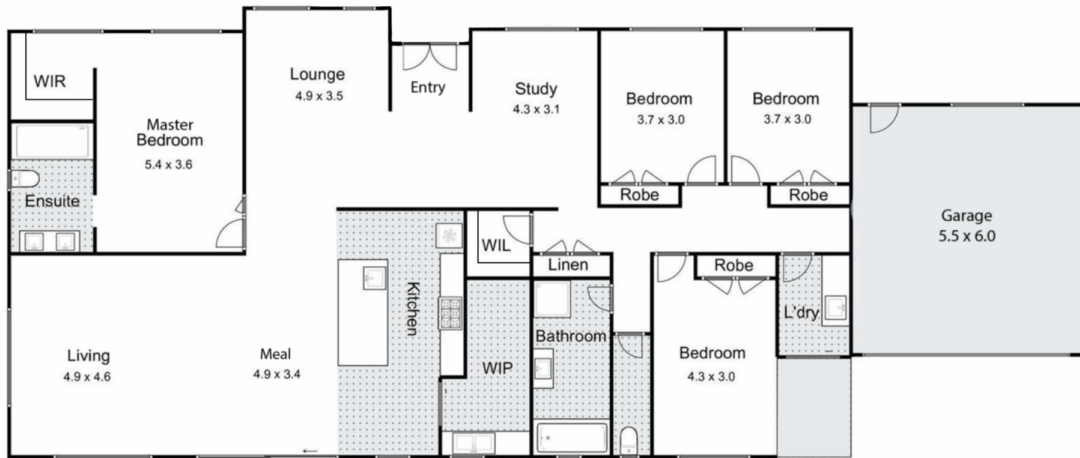 WIR
Master
Bedroom
5.4 x 3.6
Ensuite
Lounge
4.9 x 3.5
Entry
Study
4.3 x 3.1
Bedroom
3.7 x 3.0
Robe
Bedroom
3.7 x 3.0
Robe
Garage
5.5 x 6.0
Living
4.9 x 4.6
Meal
4.9 x 3.4
Kitchen
WIL
WIP
Linen
Bathroom
Robe
Bedroom
4.3 x 3.0
L'dry